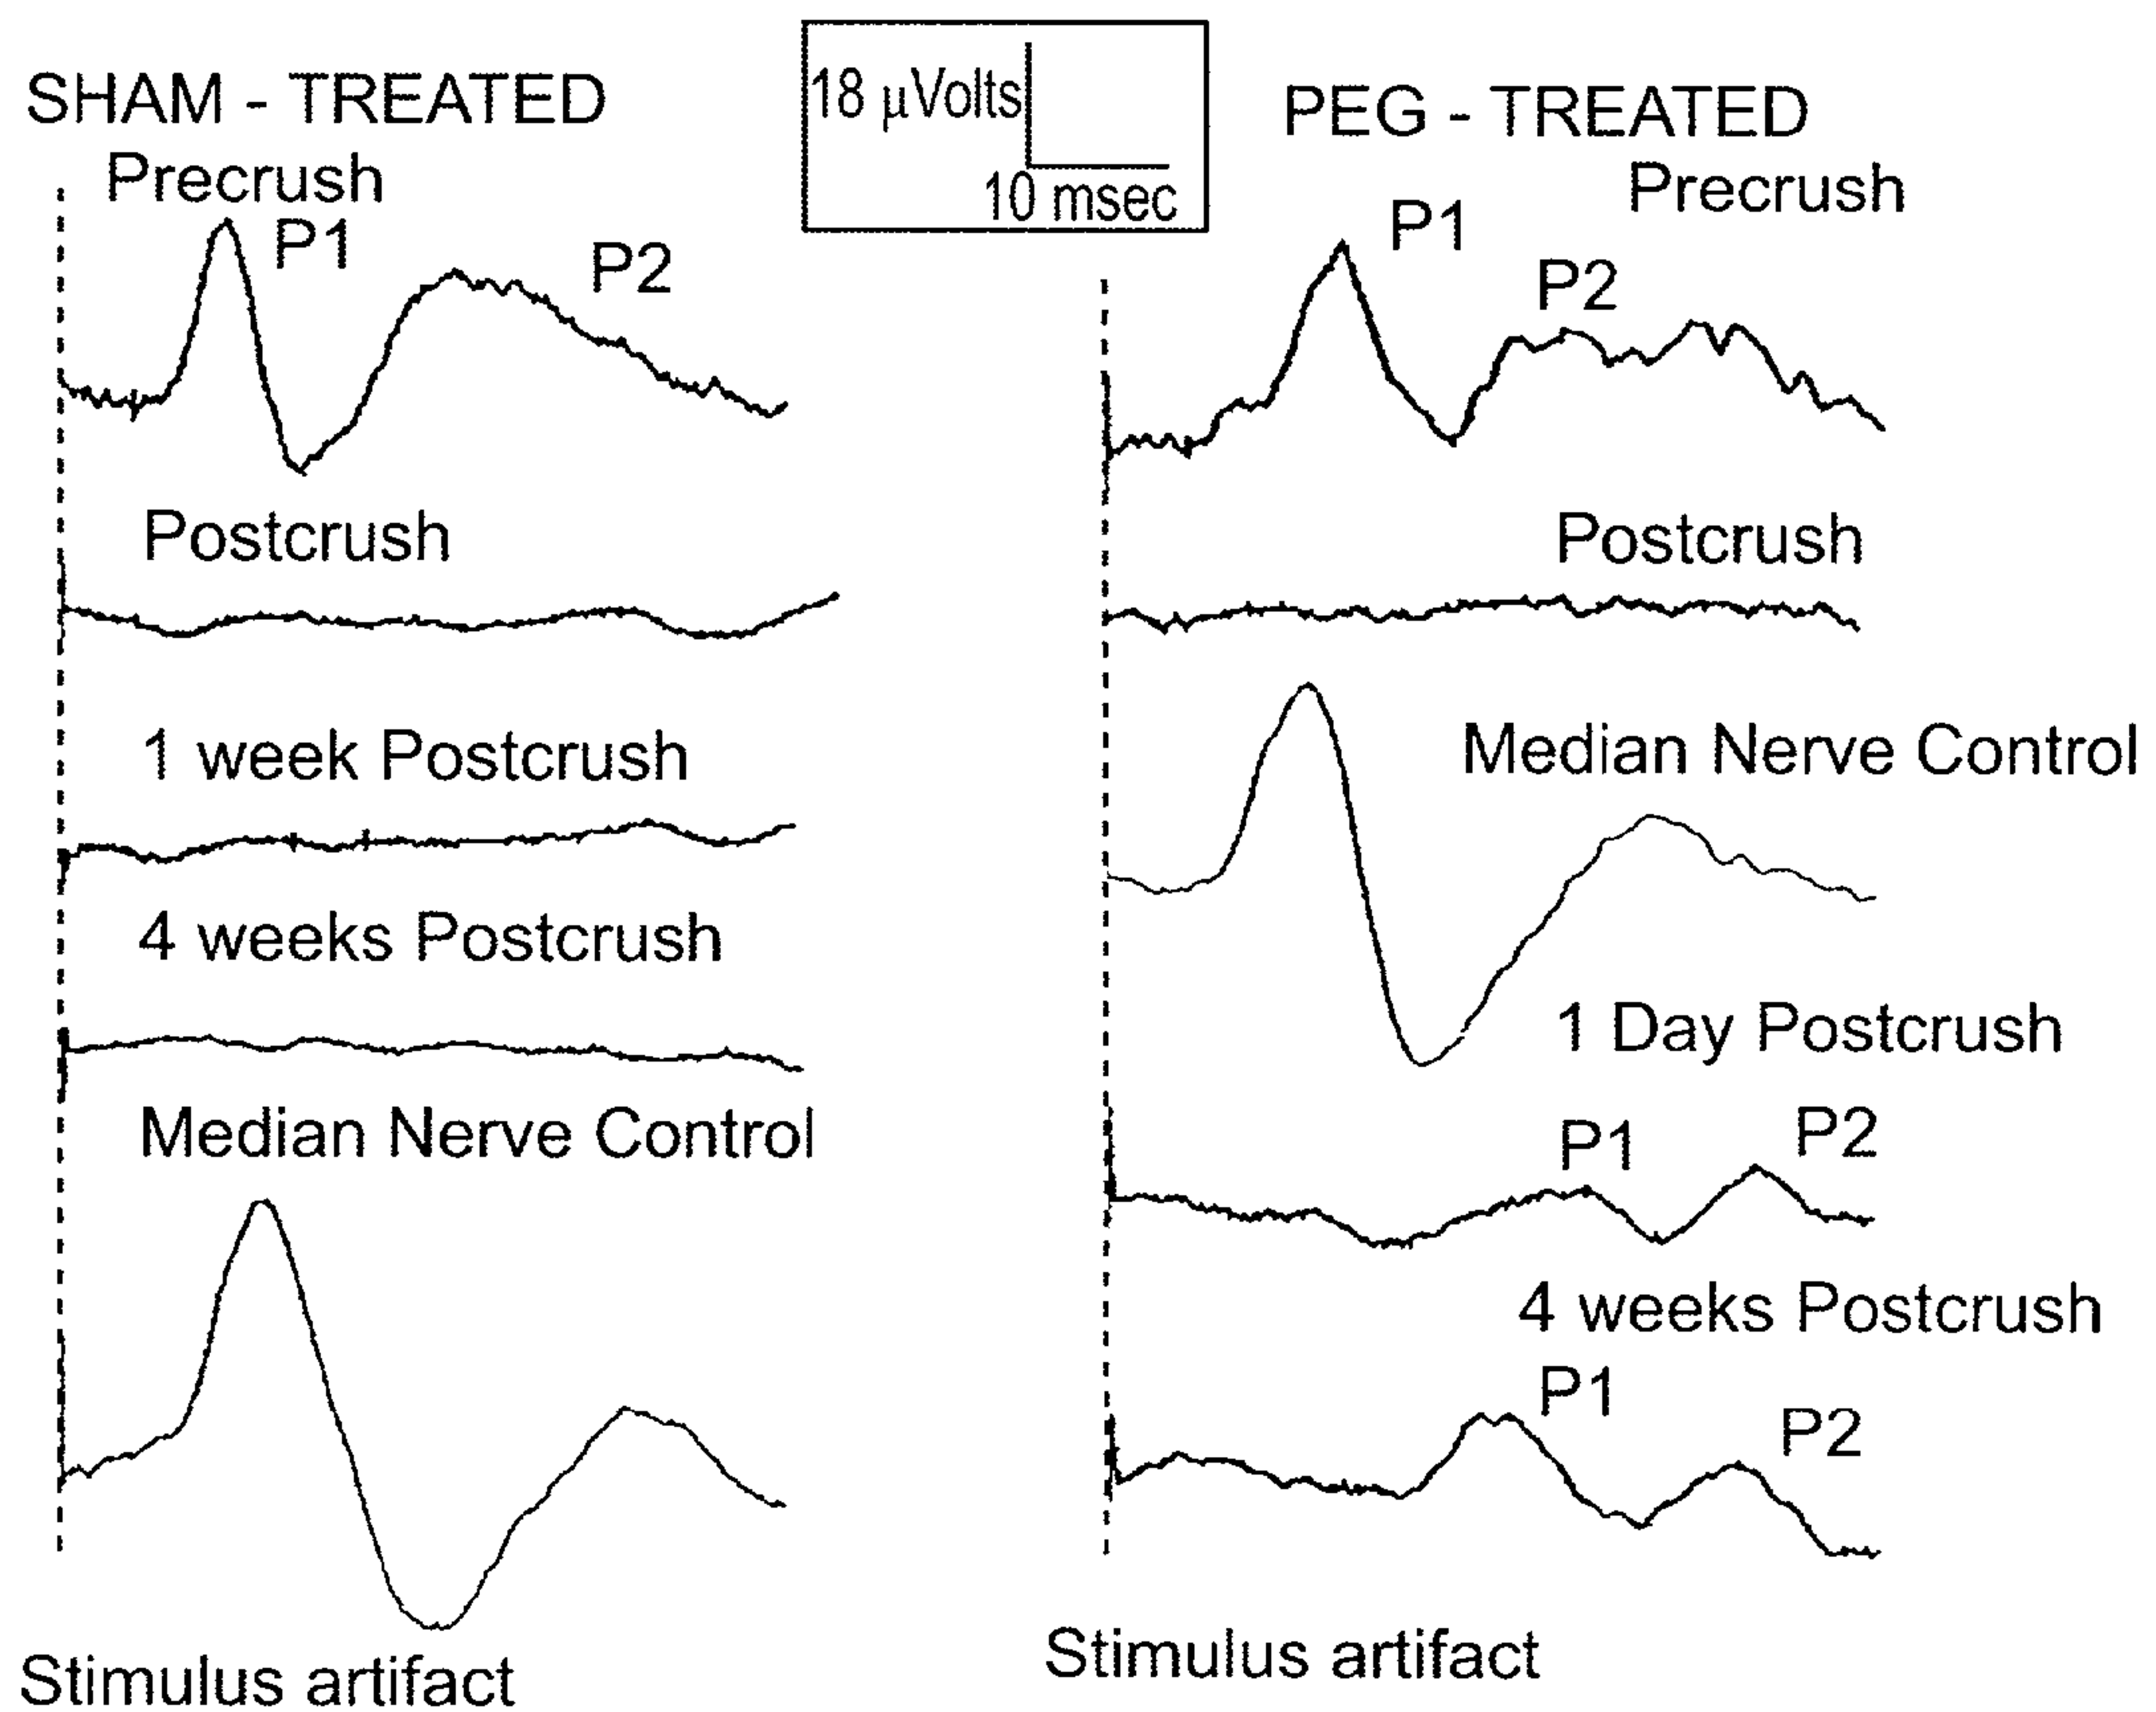 SHAM - TREATED
Precrush
P1
P2
Postcrush
1 week Postcrush
4 weeks Postcrush
Median Nerve Control
Stimulus artifact
18 µVolts
10 msec
PEG - TREATED
Precrush
P1
P2
Postcrush
Median Nerve Control
1 Day Postcrush
P1
P2
4 weeks Postcrush
P1
P2
Stimulus artifact